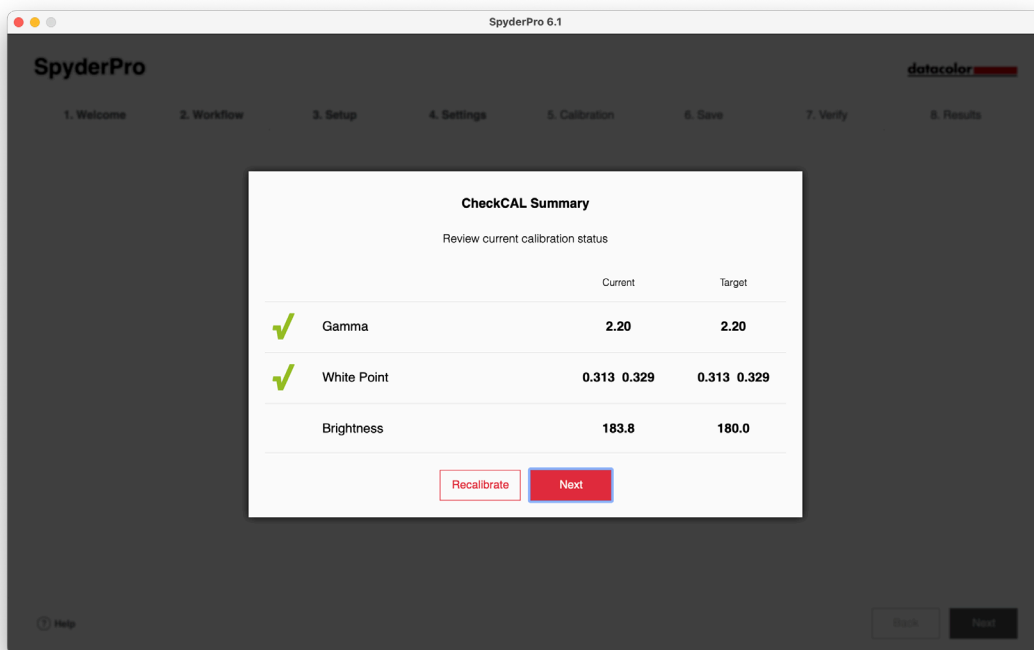 SpyderPro 6.1
SpyderPro
datacolor
1. Welcome 2. Workflow 3. Setup 4. Settings 5. Calibration 6. Save 7. Verify 8. Results
CheckCAL Summary
Review current calibration status
Current Target
Gamma 2.20 2.20
White Point 0.313 0.329 0.313 0.329
Brightness 183.8 180.0
Recalibrate Next
? Help Back Next